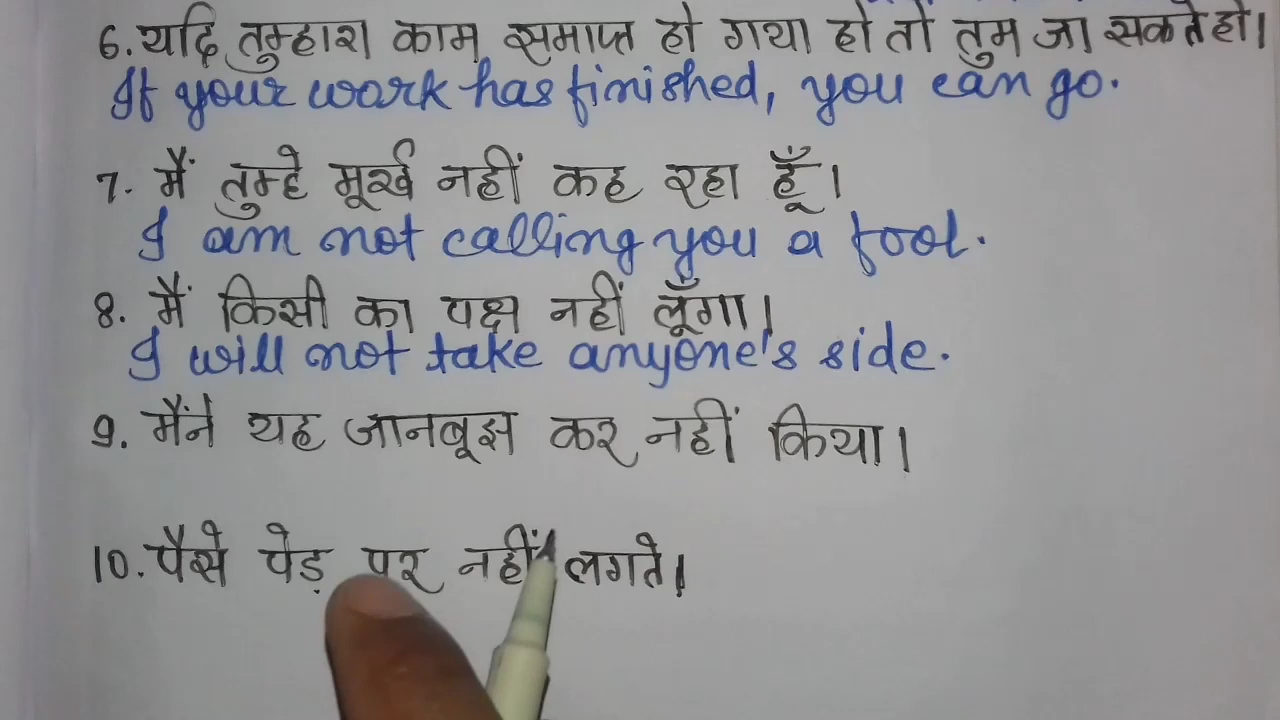 6. यदि तुम्हारा काम समाप्त हो गया हो तो तुम जा सकते हो।
If your work has finished, you can go.
7. मैं तुम्हे मूर्ख नहीं कह रहा हूँ।
I am not calling you a fool.
8. मैं किसी का पक्ष नहीं लूँगा।
I will not take anyone's side.
9. मैंने यह जानबूझ कर नहीं किया।
10. पैसे पेड़ पर नहीं लगते।